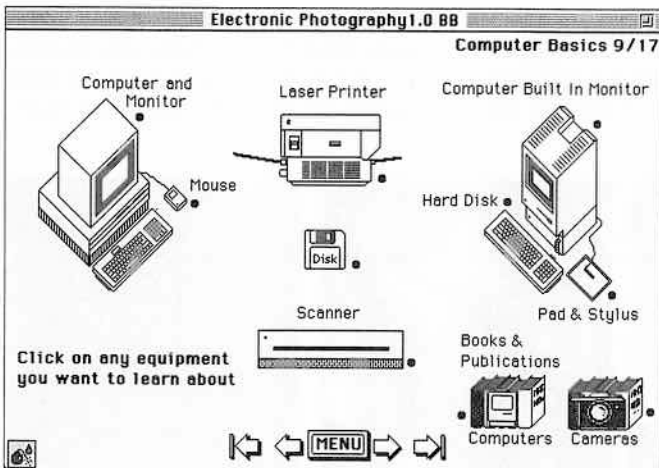 Electronic Photography1.0 BB
Computer Basics 9/17
Computer and
Monitor
Laser Printer
Computer Built In Monitor
Mouse
Hard Disk
Disk
Scanner
Pad & Stylus
Books &
Publications
Click on any equipment
you want to learn about
MENU
Computers
Cameras